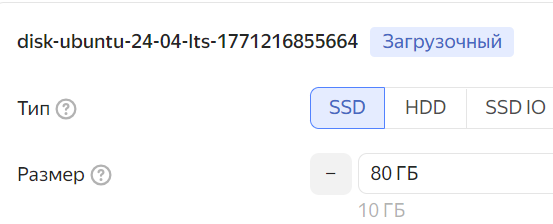 disk-ubuntu-24-04-lts-1771216855664 Загрузочный
Тип ? SSD HDD SSD IO
Размер ? – 80 ГБ
10 ГБ